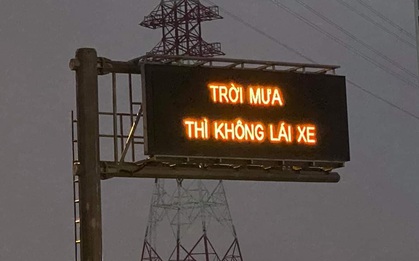 TRỜI MƯA
THÌ KHÔNG LÁI XE